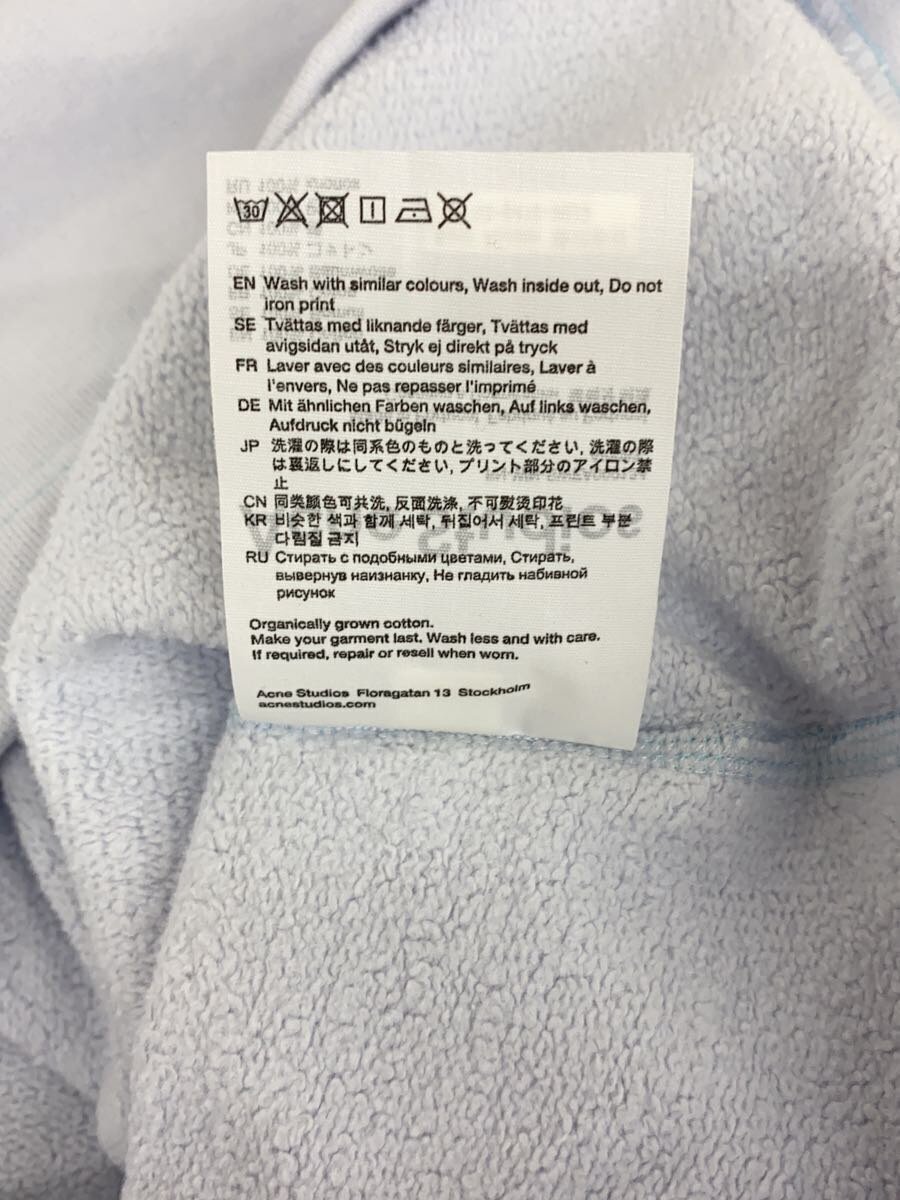 30
EN Wash with similar colours, Wash inside out, Do not
iron print
SE Tvättas med liknande färger, Tvättas med
avigsidan utåt, Stryk ej direkt på tryck
FR Laver avec des couleurs similaires, Laver à
l'envers, Ne pas repasser l'imprimé
DE Mit ähnlichen Farben waschen, Auf links waschen,
Aufdruck nicht bügeln
JP 洗濯の際は同系色のものと洗ってください, 洗濯の際
は裏返しにしてください, プリント部分のアイロン禁
止
CN 同类颜色可共洗, 反面洗涤, 不可熨烫印花
KR 비슷한 색과 함께 세탁, 뒤집어서 세탁, 프린트 부분
다림질 금지
RU Стирать с подобными цветами, Стирать,
вывернув наизнанку, Не гладить набивной
рисунок
Organically grown cotton.
Make your garment last. Wash less and with care.
If required, repair or resell when worn.
Acne Studios Floragatan 13 Stockholm
acnestudios.com